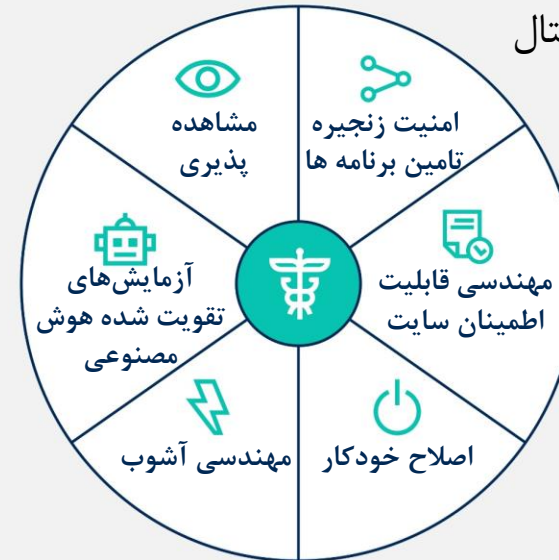 تال
مشاهده
پذیری
امنیت زنجیره
تامین برنامه ها
آزمایش‌های
تقویت شده هوش
مصنوعی
مهندسی قابلیت
اطمینان سایت
مهندسی آشوب
اصلاح خودکار